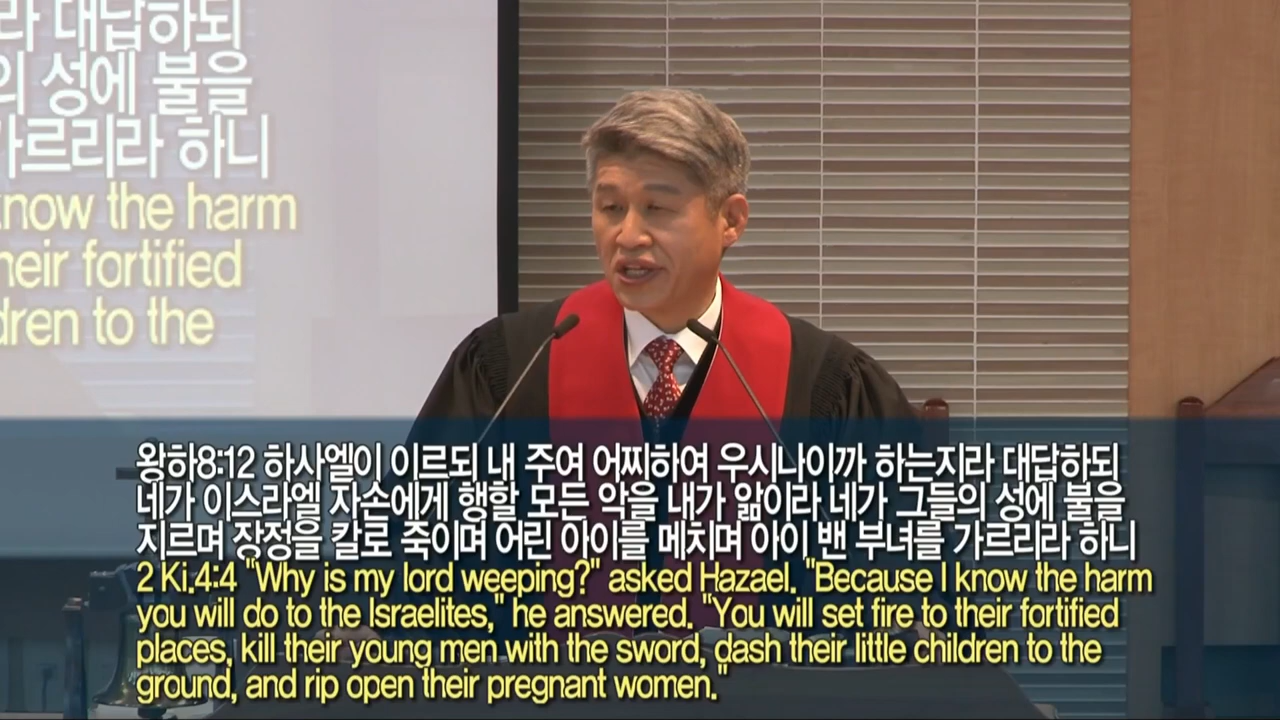 라 대답하되
의 성에 불을
가르리라 하니
know the harm
heir fortified
dren to the
왕하8:12 하사엘이 이르되 내 주여 어찌하여 우시나이까 하는지라 대답하되
네가 이스라엘 자손에게 행할 모든 악을 내가 앎이라 네가 그들의 성에 불을
지르며 장정을 칼로 죽이며 어린 아이를 메치며 아이 밴 부녀를 가르리라 하니
2 Ki.4:4 "Why is my lord weeping?" asked Hazael. "Because I know the harm
you will do to the Israelites," he answered. "You will set fire to their fortified
places, kill their young men with the sword, dash their little children to the
ground, and rip open their pregnant women."